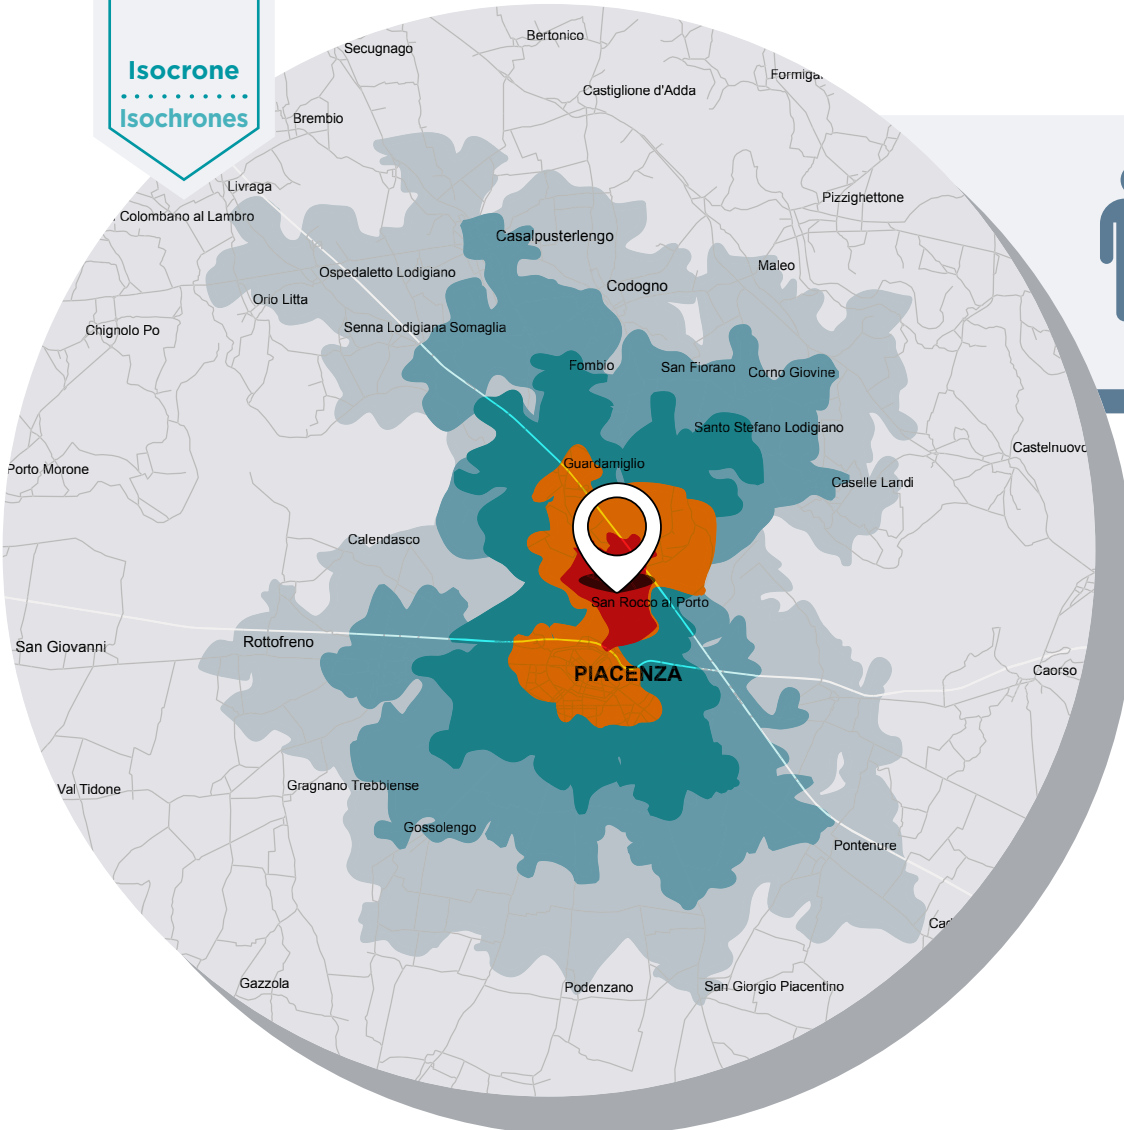 Isocrone
Isochrones
Secugnago
Bertonico
Castiglione d'Adda
Brembio
Livraga
Colombano al Lambro
Pizzighettone
Casalpusterlengo
Maleo
Ospedaletto Lodigiano
Codogno
Orio Litta
Chignolo Po
Senna Lodigiana Somaglia
Fombio
San Fiorano
Corno Giovine
Santo Stefano Lodigiano
Castelnuovo
Guardamiglio
Porto Morone
Caselle Landi
Calendasco
San Rocco al Porto
San Giovanni
Rottofreno
PIACENZA
Caorso
Val Tidone
Gragnano Trebbiense
Gossolengo
Pontenure
Gazzola
Podenzano
San Giorgio Piacentino